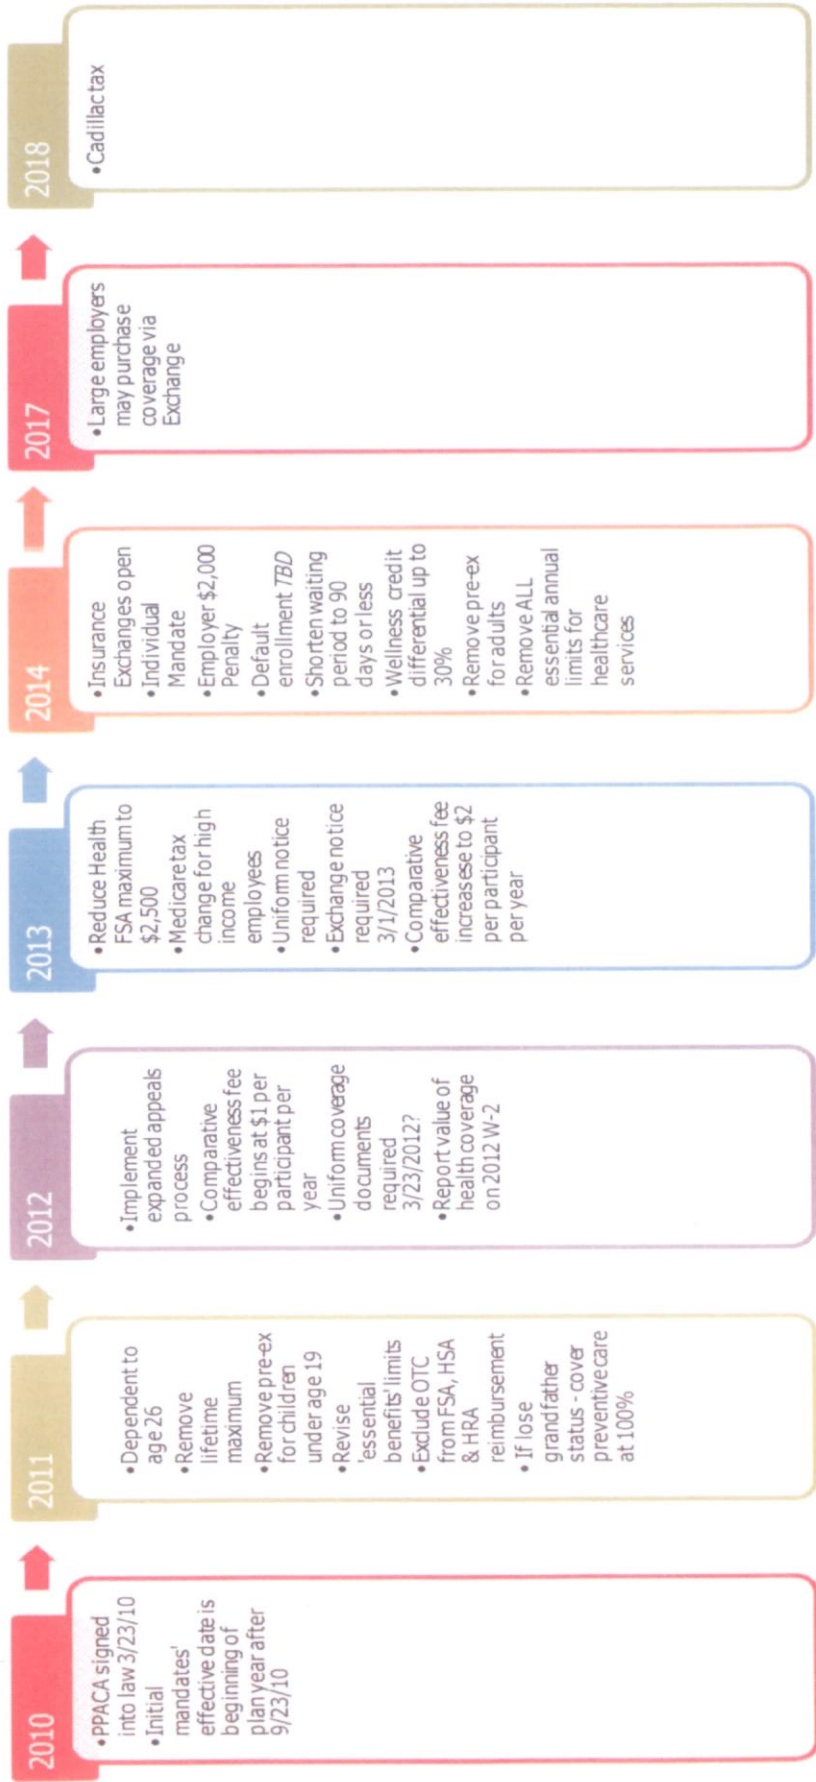 2010
•PPACA signed
into law 3/23/10
•Initial
mandates'
effective date is
beginning of
plan year after
9/23/10
2011
•Dependent to
age 26
•Remove
lifetime
maximum
•Remove pre-ex
for children
under age 19
•Revise
'essential
benefits' limits
•Exclude OTC
from FSA, HSA
& HRA
reimbursement
•If lose
grandfather
status - cover
preventive care
at 100%
2012
•Implement
expanded appeals
process
•Comparative
effectiveness fee
begins at $1 per
participant per
year
•Uniform coverage
documents
required
3/23/2012?
•Report value of
health coverage
on 2012 W-2
2013
•Reduce Health
FSA maximum to
$2,500
•Medicare tax
change for high
income
employees
•Uniform notice
required
•Exchange notice
required
3/1/2013
•Comparative
effectiveness fee
increasese to $2
per participant
per year
2014
•Insurance
Exchanges open
•Individual
Mandate
•Employer $2,000
Penalty
•Default
enrollment TBD
•Shorten waiting
period to 90
days or less
•Wellness credit
differential up to
30%
•Remove pre-ex
for adults
•Remove ALL
essential annual
limits for
healthcare
services
2017
•Large employers
may purchase
coverage via
Exchange
2018
•Cadillac tax